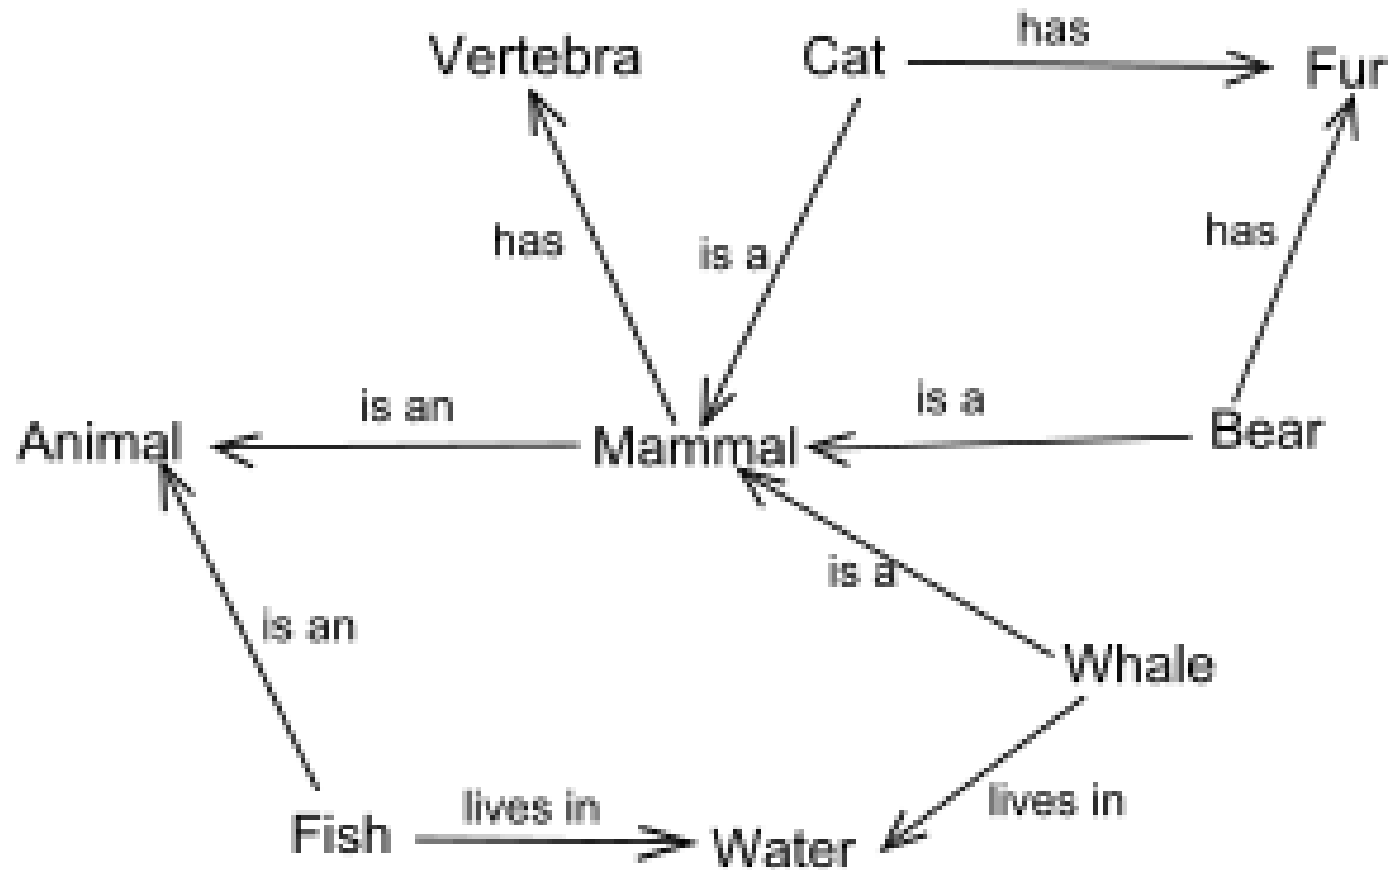 has
Vertebra
Cat
Fur
has
is a
has
is an
is a
Animal
Mammal
Bear
is a
is an
Whale
lives in
lives in
Fish
Water